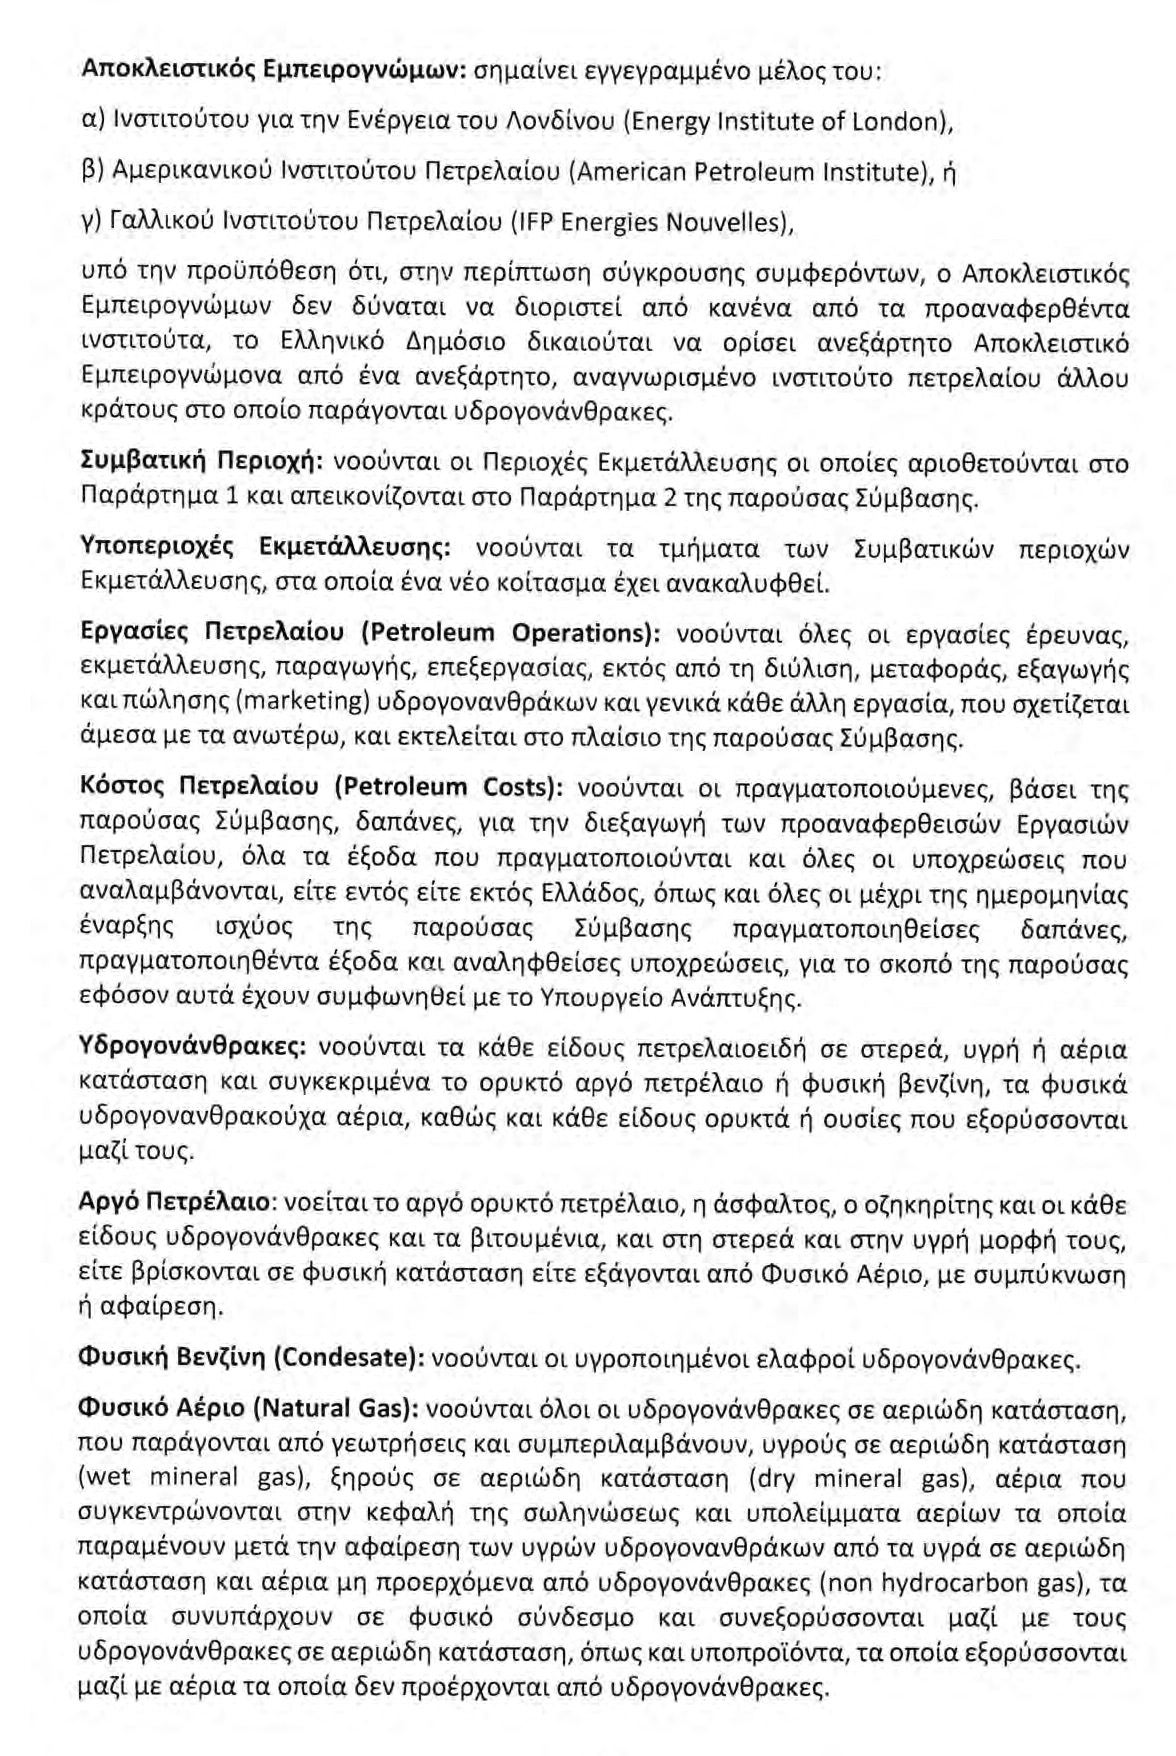 Αποκλειστικός Εμπειρογνώμων: σημαίνει εγγεγραμμένο μέλος του:
α) Ινστιτούτου για την Ενέργεια του Λονδίνου (Energy Institute of London),
β) Αμερικανικού Ινστιτούτου Πετρελαίου (American Petroleum Institute), ή
γ) Γαλλικού Ινστιτούτου Πετρελαίου (IFP Energies Nouvelles),
υπό την προϋπόθεση ότι, στην περίπτωση σύγκρουσης συμφερόντων, ο Αποκλειστικός
Εμπειρογνώμων δεν δύναται να διοριστεί από κανένα από τα προαναφερθέντα
ινστιτούτα, το Ελληνικό Δημόσιο δικαιούται να ορίσει ανεξάρτητο Αποκλειστικό
Εμπειρογνώμονα από ένα ανεξάρτητο, αναγνωρισμένο ινστιτούτο πετρελαίου άλλου
κράτους στο οποίο παράγονται υδρογονάνθρακες.
Συμβατική Περιοχή: νοούνται οι Περιοχές Εκμετάλλευσης οι οποίες αριοθετούνται στο
Παράρτημα 1 και απεικονίζονται στο Παράρτημα 2 της παρούσας Σύμβασης.
Υποπεριοχές Εκμετάλλευσης: νοούνται τα τμήματα των Συμβατικών περιοχών
Εκμετάλλευσης, στα οποία ένα νέο κοίτασμα έχει ανακαλυφθεί.
Εργασίες Πετρελαίου (Petroleum Operations): νοούνται όλες οι εργασίες έρευνας,
εκμετάλλευσης, παραγωγής, επεξεργασίας, εκτός από τη διύλιση, μεταφοράς, εξαγωγής
και πώλησης (marketing) υδρογονανθράκων και γενικά κάθε άλλη εργασία, που σχετίζεται
άμεσα με τα ανωτέρω, και εκτελείται στο πλαίσιο της παρούσας Σύμβασης.
Κόστος Πετρελαίου (Petroleum Costs): νοούνται οι πραγματοποιούμενες, βάσει της
παρούσας Σύμβασης, δαπάνες, για την διεξαγωγή των προαναφερθεισών Εργασιών
Πετρελαίου, όλα τα έξοδα που πραγματοποιούνται και όλες οι υποχρεώσεις που
αναλαμβάνονται, είτε εντός είτε εκτός Ελλάδος, όπως και όλες οι μέχρι της ημερομηνίας
έναρξης ισχύος της παρούσας Σύμβασης πραγματοποιηθείσες δαπάνες,
πραγματοποιηθέντα έξοδα και αναληφθείσες υποχρεώσεις, για το σκοπό της παρούσας
εφόσον αυτά έχουν συμφωνηθεί με το Υπουργείο Ανάπτυξης.
Υδρογονάνθρακες: νοούνται τα κάθε είδους πετρελαιοειδή σε στερεά, υγρή ή αέρια
κατάσταση και συγκεκριμένα το ορυκτό αργό πετρέλαιο ή φυσική βενζίνη, τα φυσικά
υδρογονανθρακούχα αέρια, καθώς και κάθε είδους ορυκτά ή ουσίες που εξορύσσονται
μαζί τους.
Αργό Πετρέλαιο: νοείται το αργό ορυκτό πετρέλαιο, η άσφαλτος, ο οζηκηρίτης και οι κάθε
είδους υδρογονάνθρακες και τα βιτουμένια, και στη στερεά και στην υγρή μορφή τους,
είτε βρίσκονται σε φυσική κατάσταση είτε εξάγονται από Φυσικό Αέριο, με συμπύκνωση
ή αφαίρεση.
Φυσική Βενζίνη (Condesate): νοούνται οι υγροποιημένοι ελαφροί υδρογονάνθρακες.
Φυσικό Αέριο (Natural Gas): νοούνται όλοι οι υδρογονάνθρακες σε αεριώδη κατάσταση,
που παράγονται από γεωτρήσεις και συμπεριλαμβάνουν, υγρούς σε αεριώδη κατάσταση
(wet mineral gas), ξηρούς σε αεριώδη κατάσταση (dry mineral gas), αέρια που
συγκεντρώνονται στην κεφαλή της σωληνώσεως και υπολείμματα αερίων τα οποία
παραμένουν μετά την αφαίρεση των υγρών υδρογονανθράκων από τα υγρά σε αεριώδη
κατάσταση και αέρια μη προερχόμενα από υδρογονάνθρακες (non hydrocarbon gas), τα
οποία συνυπάρχουν σε φυσικό σύνδεσμο και συνεξορύσσονται μαζί με τους
υδρογονάνθρακες σε αεριώδη κατάσταση, όπως και υποπροϊόντα, τα οποία εξορύσσονται
μαζί με αέρια τα οποία δεν προέρχονται από υδρογονάνθρακες.